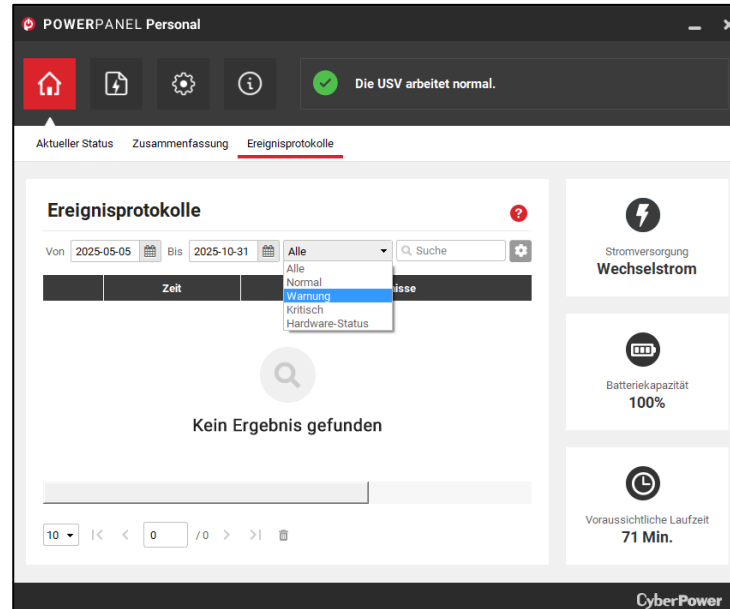 POWERPANEL Personal
Die USV arbeitet normal.
Aktueller Status Zusammenfassung Ereignisprotokolle
Ereignisprotokolle
?
Von 2025-05-05 Bis 2025-10-31 Alle Suche
Alle
Normal
Warnung
Kritisch
Hardware-Status
Zeit
Kein Ergebnis gefunden
10 |< < 0 / 0 > >|
Stromversorgung
Wechselstrom
Batteriekapazität
100%
Voraussichtliche Laufzeit
71 Min.
CyberPower